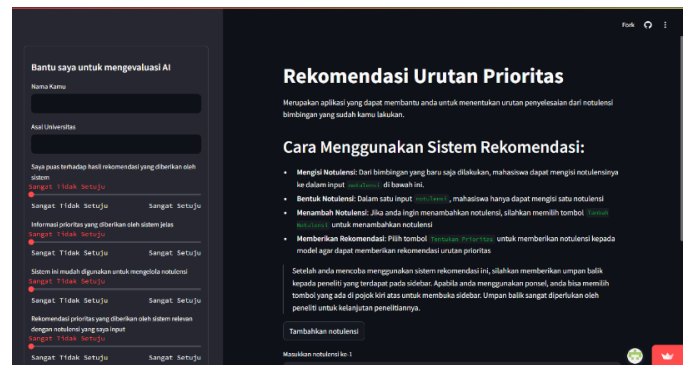 Fork
Bantu saya untuk mengevaluasi AI
Nama Kamu
Asal Universitas
Saya puas terhadap hasil rekomendasi yang diberikan oleh
sistem
Sangat Tidak Setuju
Sangat Tidak Setuju Sangat Setuju
Informasi prioritas yang diberikan oleh sistem jelas
Sangat Tidak Setuju
Sangat Tidak Setuju Sangat Setuju
Sistem ini mudah digunakan untuk mengelola notulensi
Sangat Tidak Setuju
Sangat Tidak Setuju Sangat Setuju
Rekomendasi prioritas yang diberikan oleh sistem relevan
dengan notulensi yang saya input
Sangat Tidak Setuju
Sangat Tidak Setuju Sangat Setuju
Rekomendasi Urutan Prioritas
Merupakan aplikasi yang dapat membantu anda untuk menentukan urutan penyelesaian dari notulensi
bimbingan yang sudah kamu lakukan.
Cara Menggunakan Sistem Rekomendasi:
• Mengisi Notulensi: Dari bimbingan yang baru saja dilakukan, mahasiswa dapat mengisi notulensinya
ke dalam input notulensi di bawah ini.
• Bentuk Notulensi: Dalam satu input notulensi, mahasiswa hanya dapat mengisi satu notulensi
• Menambah Notulensi: Jika anda ingin menambahkan notulensi, silahkan memilih tombol Tambah
Notulensi untuk menambahkan notulensi
• Memberikan Rekomendasi: Pilih tombol Tentukan Prioritas untuk memberikan notulensi kepada
model agar dapat memberikan rekomendasi urutan prioritas
Setelah anda mencoba menggunakan sistem rekomendasi ini, silahkan memberikan umpan balik
kepada peneliti yang terdapat pada sidebar. Apabila anda menggunakan ponsel, anda bisa memilih
tombol yang ada di pojok kiri atas untuk membuka sidebar. Umpan balik sangat diperlukan oleh
peneliti untuk kelanjutan penelitiannya.
Tambahkan notulensi
Masukkan notulensi ke-1